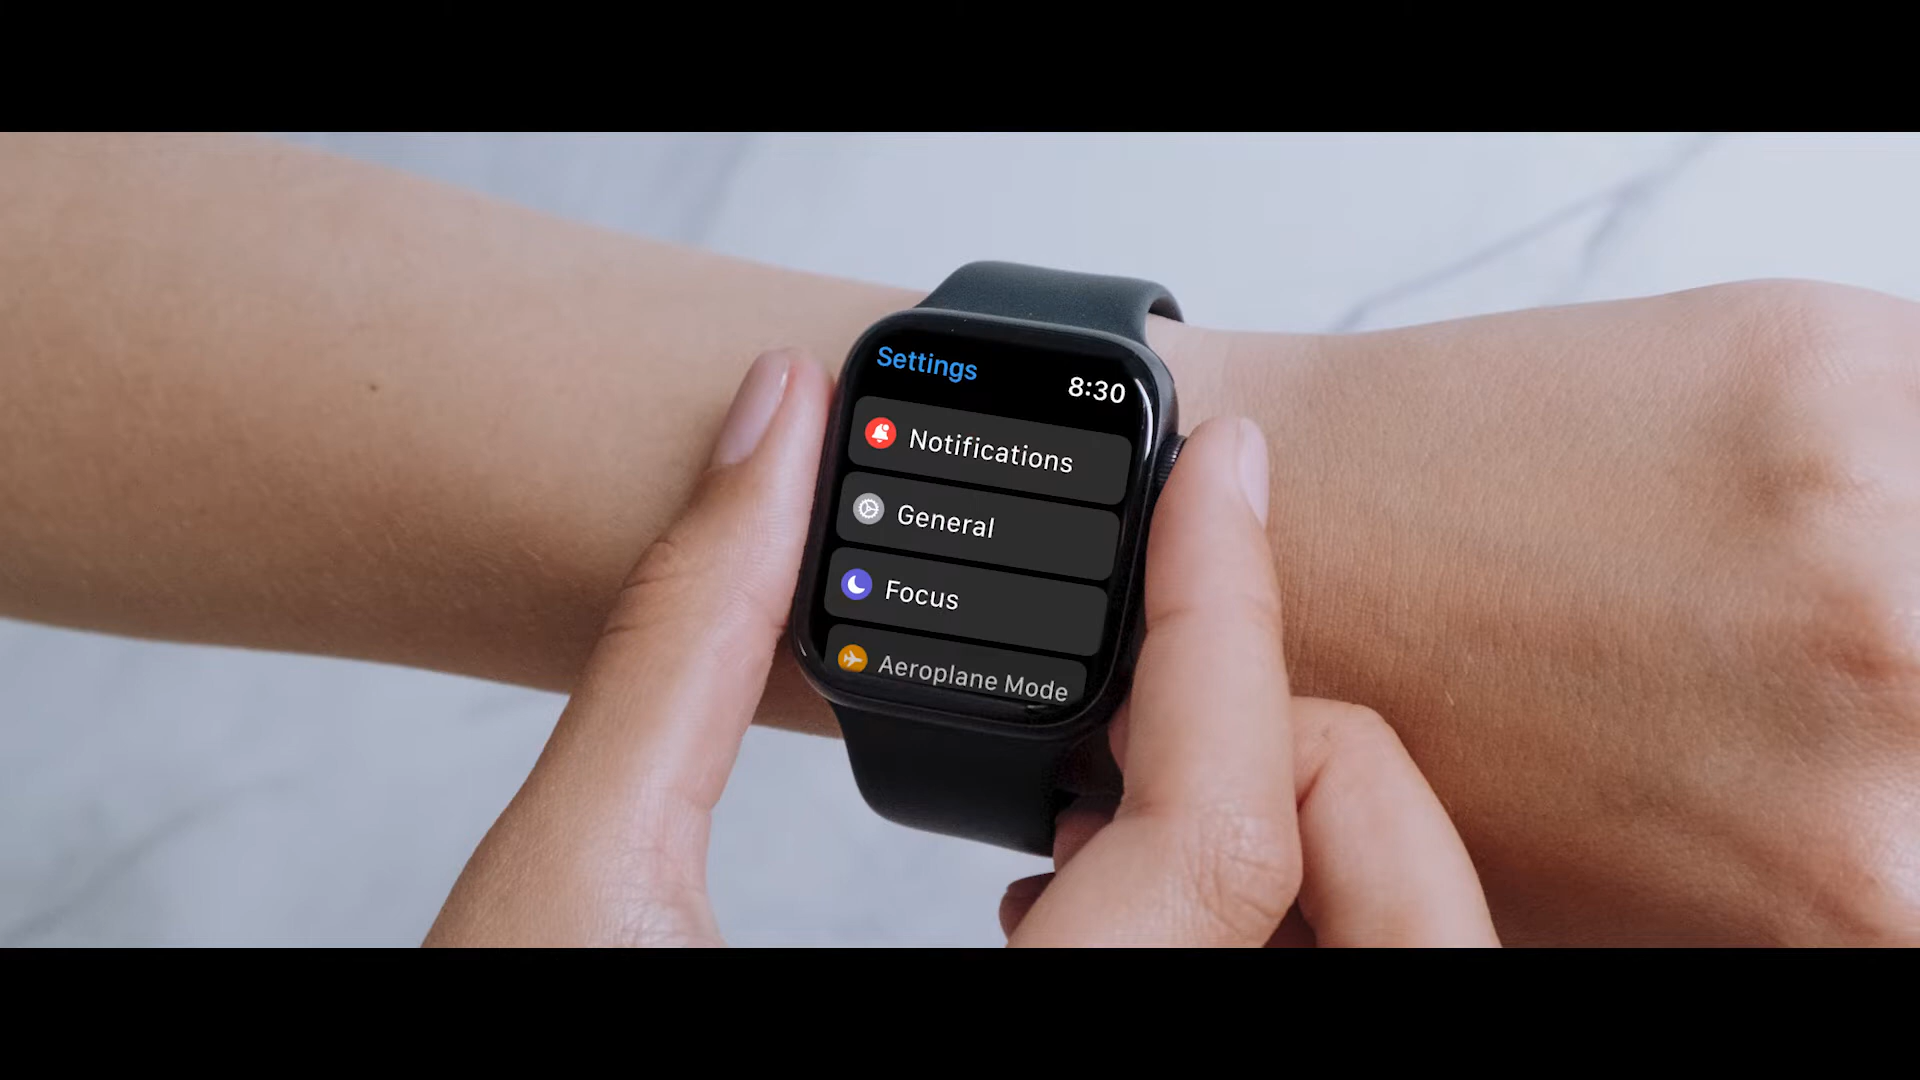 Settings
8:30
Notifications
General
Focus
Aeroplane Mode